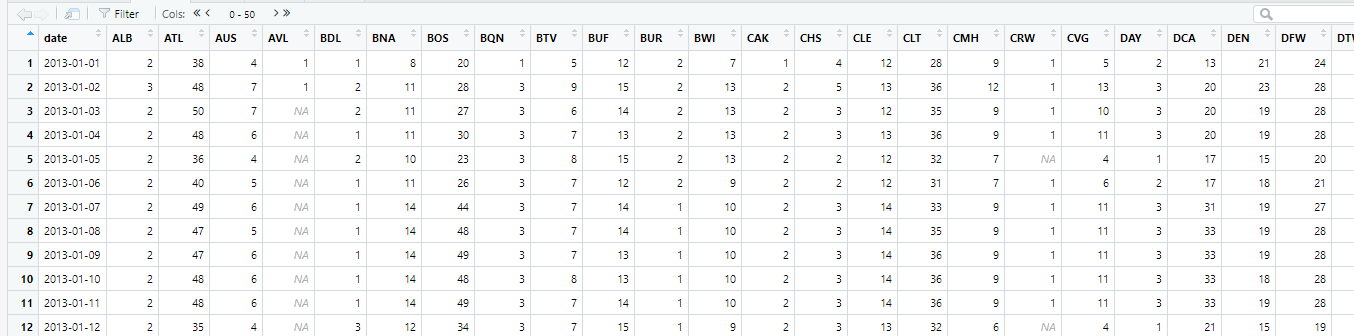 Filter Cols: « < 0 - 50 > »
date ALB ATL AUS AVL BDL BNA BOS BQN BTV BUF BUR BWI CAK CHS CLE CLT CMH CRW CVG DAY DCA DEN DFW DTV
1 2013-01-01 2 38 4 1 1 8 20 1 5 12 2 7 1 4 12 28 9 1 5 2 13 21 24
2 2013-01-02 3 48 7 1 2 11 28 3 9 15 2 13 2 5 13 36 12 1 13 3 20 23 28
3 2013-01-03 2 50 7 NA 2 11 27 3 6 14 2 13 2 3 12 35 9 1 10 3 20 19 28
4 2013-01-04 2 48 6 NA 1 11 30 3 7 13 2 13 2 3 13 36 9 1 11 3 20 19 28
5 2013-01-05 2 36 4 NA 2 10 23 3 8 15 2 13 2 2 12 32 7 NA 4 1 17 15 20
6 2013-01-06 2 40 5 NA 1 11 26 3 7 12 2 9 2 2 12 31 7 1 6 2 17 18 21
7 2013-01-07 2 49 6 NA 1 14 44 3 7 14 1 10 2 3 14 33 9 1 11 3 31 19 27
8 2013-01-08 2 47 5 NA 1 14 48 3 7 14 1 10 2 3 14 35 9 1 11 3 33 19 28
9 2013-01-09 2 47 6 NA 1 14 49 3 7 13 1 10 2 3 14 36 9 1 11 3 33 19 28
10 2013-01-10 2 48 6 NA 1 14 48 3 8 13 1 10 2 3 14 36 9 1 11 3 33 18 28
11 2013-01-11 2 48 6 NA 1 14 49 3 7 14 1 10 2 3 14 36 9 1 11 3 33 19 28
12 2013-01-12 2 35 4 NA 3 12 34 3 7 15 1 9 2 3 13 32 6 NA 4 1 21 15 19